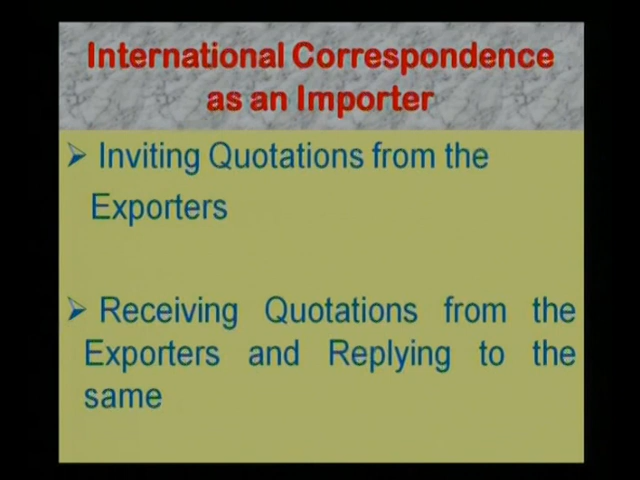 International Correspondence
as an Importer
➢ Inviting Quotations from the
Exporters
➢ Receiving Quotations from the
Exporters and Replying to the
same